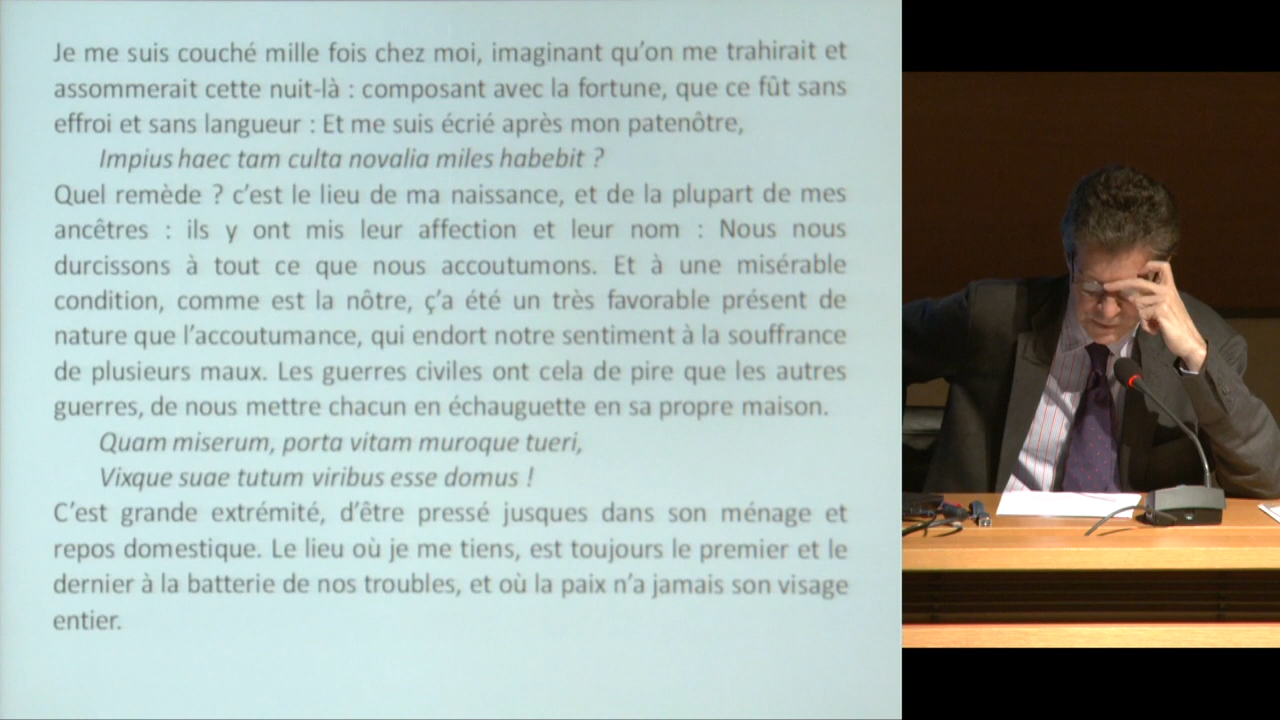 Je me suis couché mille fois chez moi, imaginant qu'on me trahirait et
assommerait cette nuit-là : composant avec la fortune, que ce fût sans
effroi et sans langueur : Et me suis écrié après mon patenôtre,
Impius haec tam culta novalia miles habebit ?
Quel remède ? c'est le lieu de ma naissance, et de la plupart de mes
ancêtres : ils y ont mis leur affection et leur nom : Nous nous
durcissons à tout ce que nous accoutumons. Et à une misérable
condition, comme est la nôtre, ç'a été un très favorable présent de
nature que l'accoutumance, qui endort notre sentiment à la souffrance
de plusieurs maux. Les guerres civiles ont cela de pire que les autres
guerres, de nous mettre chacun en échauguette en sa propre maison.
Quam miserum, porta vitam muroque tueri,
Vixque suae tutum viribus esse domus !
C'est grande extrémité, d'être pressé jusques dans son ménage et
repos domestique. Le lieu où je me tiens, est toujours le premier et le
dernier à la batterie de nos troubles, et où la paix n'a jamais son visage
entier.